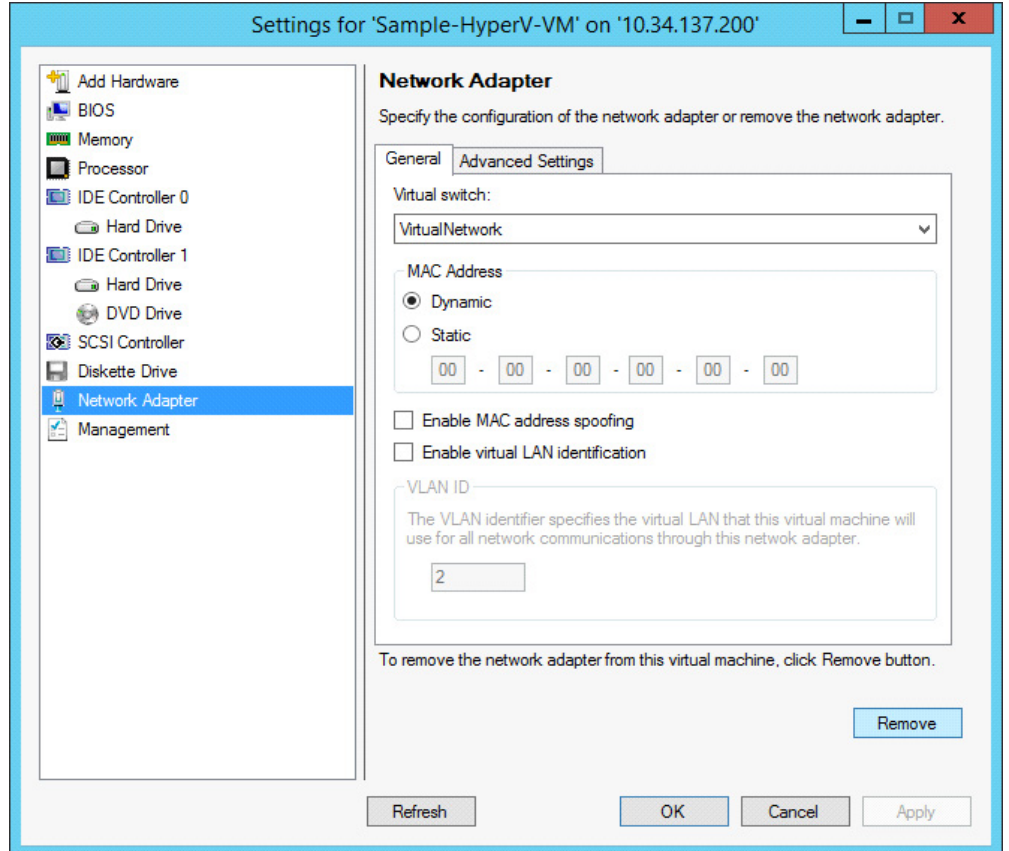 Settings for 'Sample-HyperV-VM' on '10.34.137.200'
Add Hardware
BIOS
Memory
Processor
IDE Controller 0
Hard Drive
IDE Controller 1
Hard Drive
DVD Drive
SCSI Controller
Diskette Drive
Network Adapter
Management
Network Adapter
Specify the configuration of the network adapter or remove the network adapter.
General
Advanced Settings
Virtual switch:
VirtualNetwork
MAC Address
Dynamic
Static
00 - 00 - 00 - 00 - 00 - 00
Enable MAC address spoofing
Enable virtual LAN identification
VLAN ID
The VLAN identifier specifies the virtual LAN that this virtual machine will
use for all network communications through this netwok adapter.
2
To remove the network adapter from this virtual machine, click Remove button.
Remove
Refresh
OK
Cancel
Apply